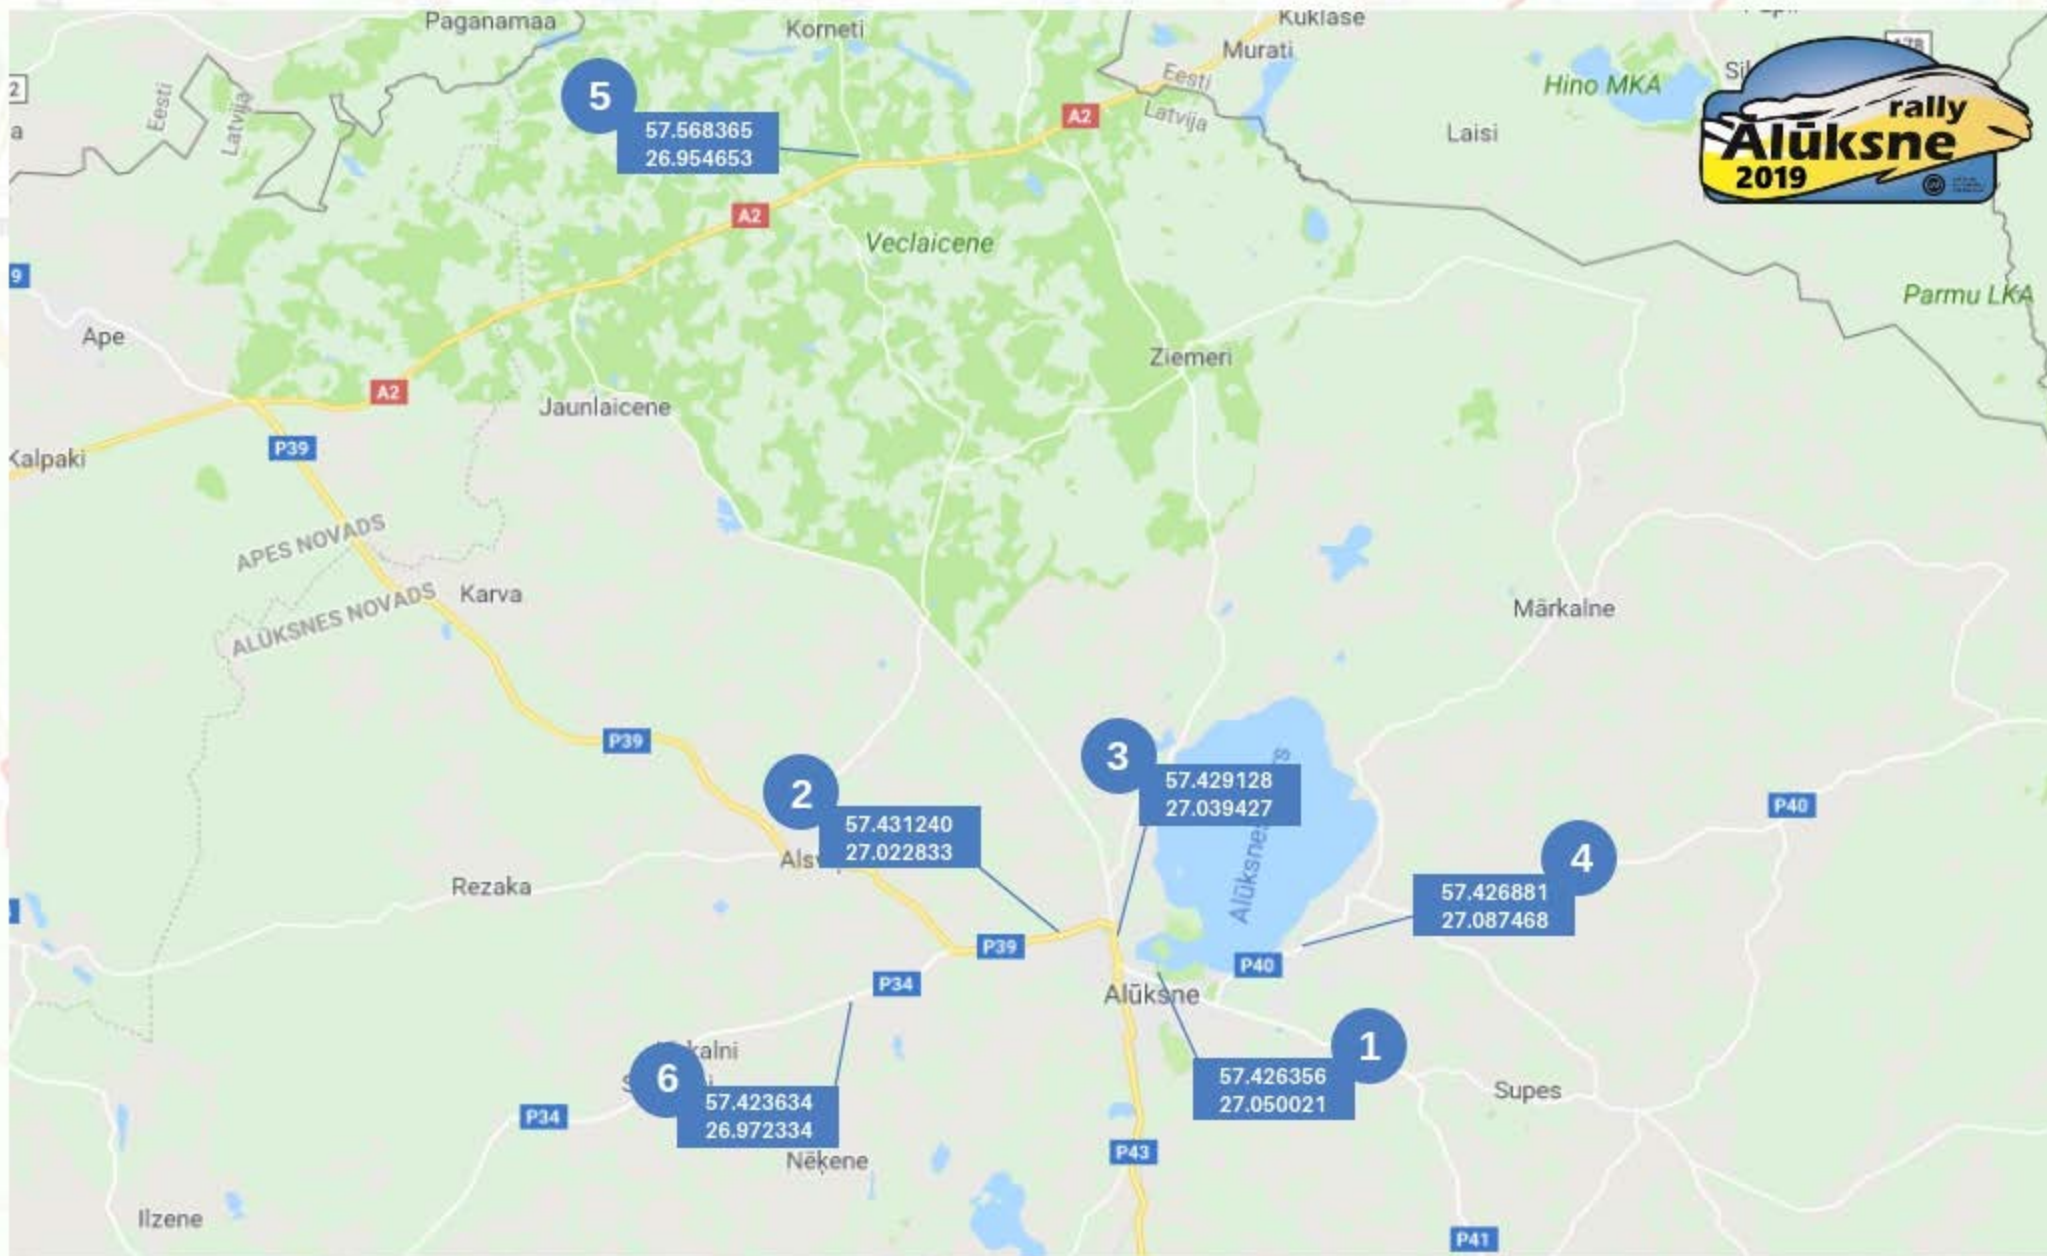 Paganamaa
Korneti
Kuklase
Murati
Eesti
Latvija
Hino MKA
Laisi
rally
Alūksne
2019
2
Eesti
Latvija
5
57.568365
26.954653
A2
A2
Veclaicene
9
Parmu LKA
Ape
Ziemeri
A2
Jaunlaicene
P39
Kalpaki
APES NOVADS
ALŪKSNES NOVADS
Karva
Mārkalne
P39
3
57.429128
27.039427
2
57.431240
27.022833
P40
4
57.426881
27.087468
Rezaka
P39
P40
P34
Alūksne
1
57.426356
27.050021
6
57.423634
26.972334
Supes
P34
P43
Nēķene
Ilzene
P41